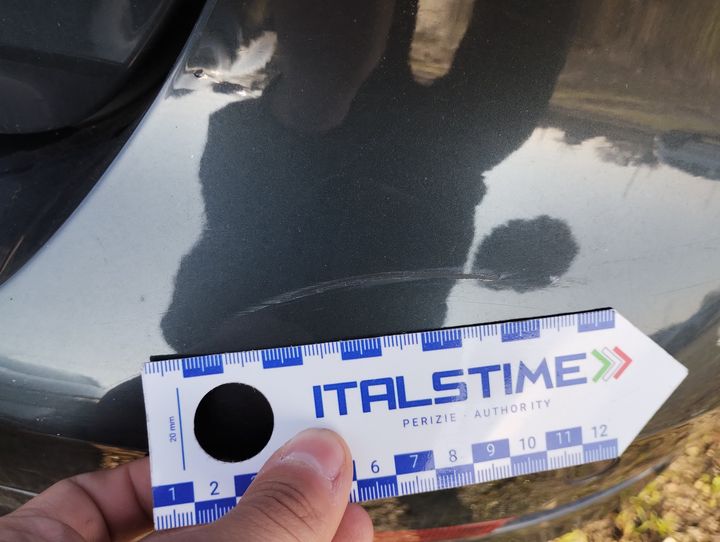 20 mm
ITALSTIME
PERIZIE · AUTHORITY
1 2 6 7 8 9 10 11 12